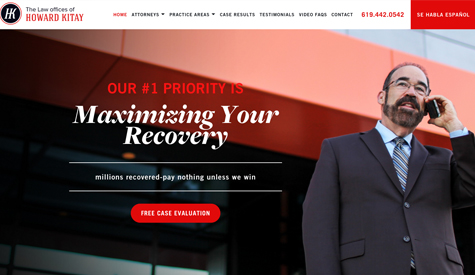 HK
The Law offices of
HOWARD KITAY
HOME ATTORNEYS PRACTICE AREAS CASE RESULTS TESTIMONIALS VIDEO FAQS CONTACT 619.442.0542 SE HABLA ESPAÑOL
OUR #1 PRIORITY IS
Maximizing Your
Recovery
millions recovered-pay nothing unless we win
FREE CASE EVALUATION